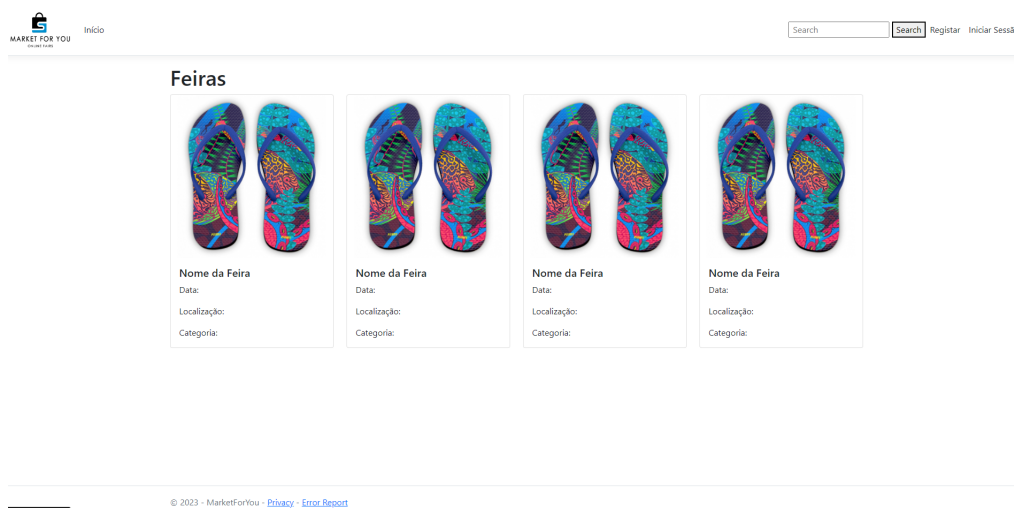 MARKET FOR YOU
ONLINE FAIRS
Início
Search
Search
Registar
Iniciar Sessã
Feiras
Nome da Feira
Data:
Localização:
Categoria:
Nome da Feira
Data:
Localização:
Categoria:
Nome da Feira
Data:
Localização:
Categoria:
Nome da Feira
Data:
Localização:
Categoria:
© 2023 - MarketForYou - Privacy - Error Report